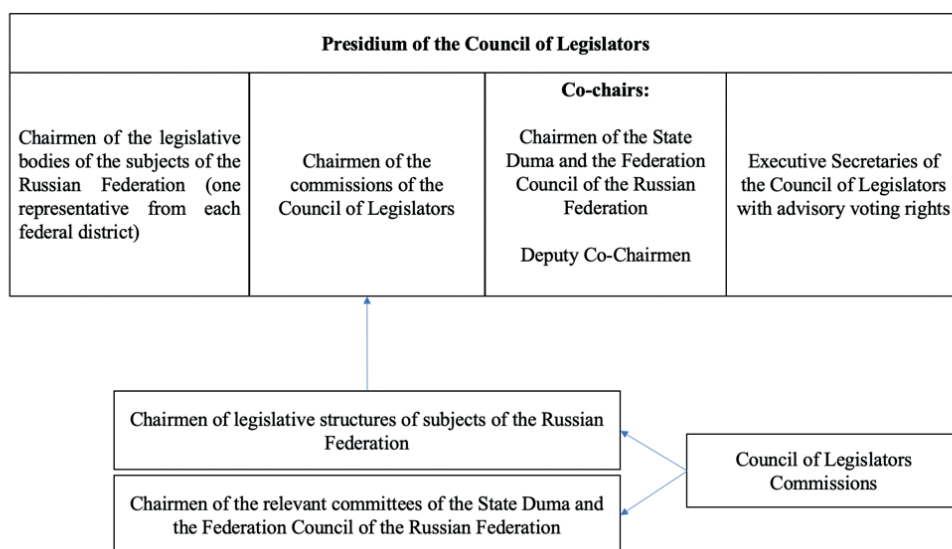 Presidium of the Council of Legislators
Chairmen of the legislative
bodies of the subjects of the
Russian Federation (one
representative from each
federal district)
Chairmen of the
commissions of the
Council of Legislators
Co-chairs:
Chairmen of the State
Duma and the Federation
Council of the Russian
Federation
Deputy Co-Chairmen
Executive Secretaries of
the Council of Legislators
with advisory voting rights
Chairmen of legislative structures of subjects of the Russian
Federation
Chairmen of the relevant committees of the State Duma and
the Federation Council of the Russian Federation
Council of Legislators
Commissions